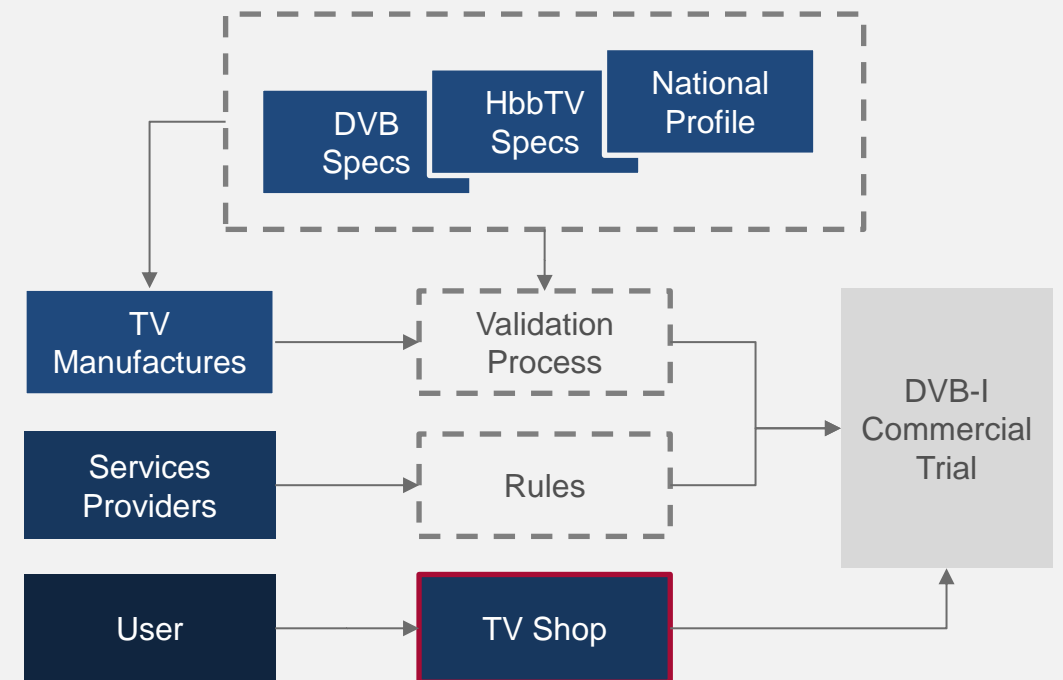 DVB
Specs
HbbTV
Specs
National
Profile
TV
Manufactures
Validation
Process
DVB-I
Commercial
Trial
Services
Providers
Rules
User
TV Shop